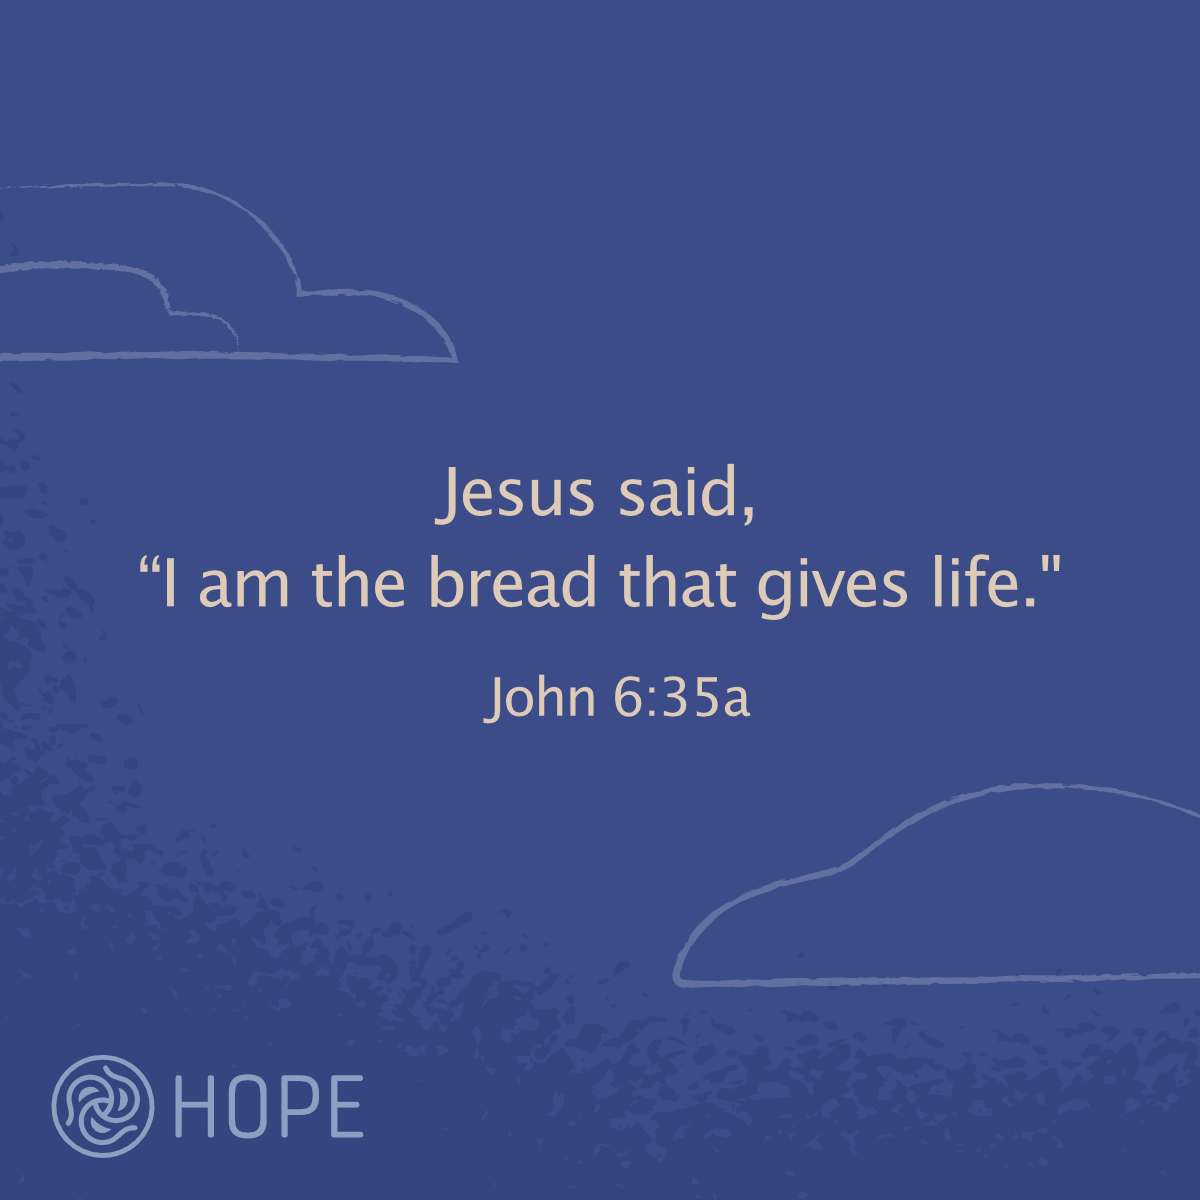 Jesus said,
“I am the bread that gives life."
John 6:35a
HOPE